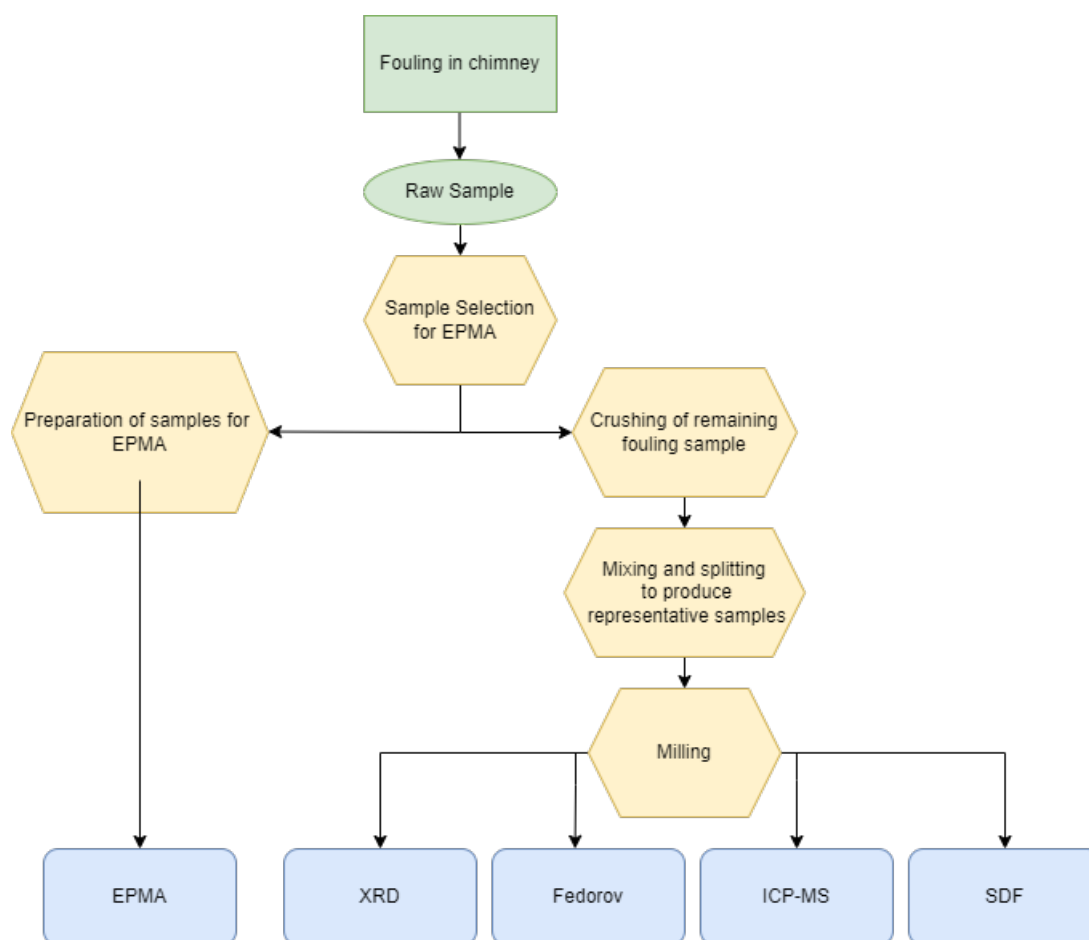 Fouling in chimney
Raw Sample
Sample Selection
for EPMA
Preparation of samples for
EPMA
Crushing of remaining
fouling sample
Mixing and splitting
to produce
representative samples
Milling
EPMA
XRD
Fedorov
ICP-MS
SDF